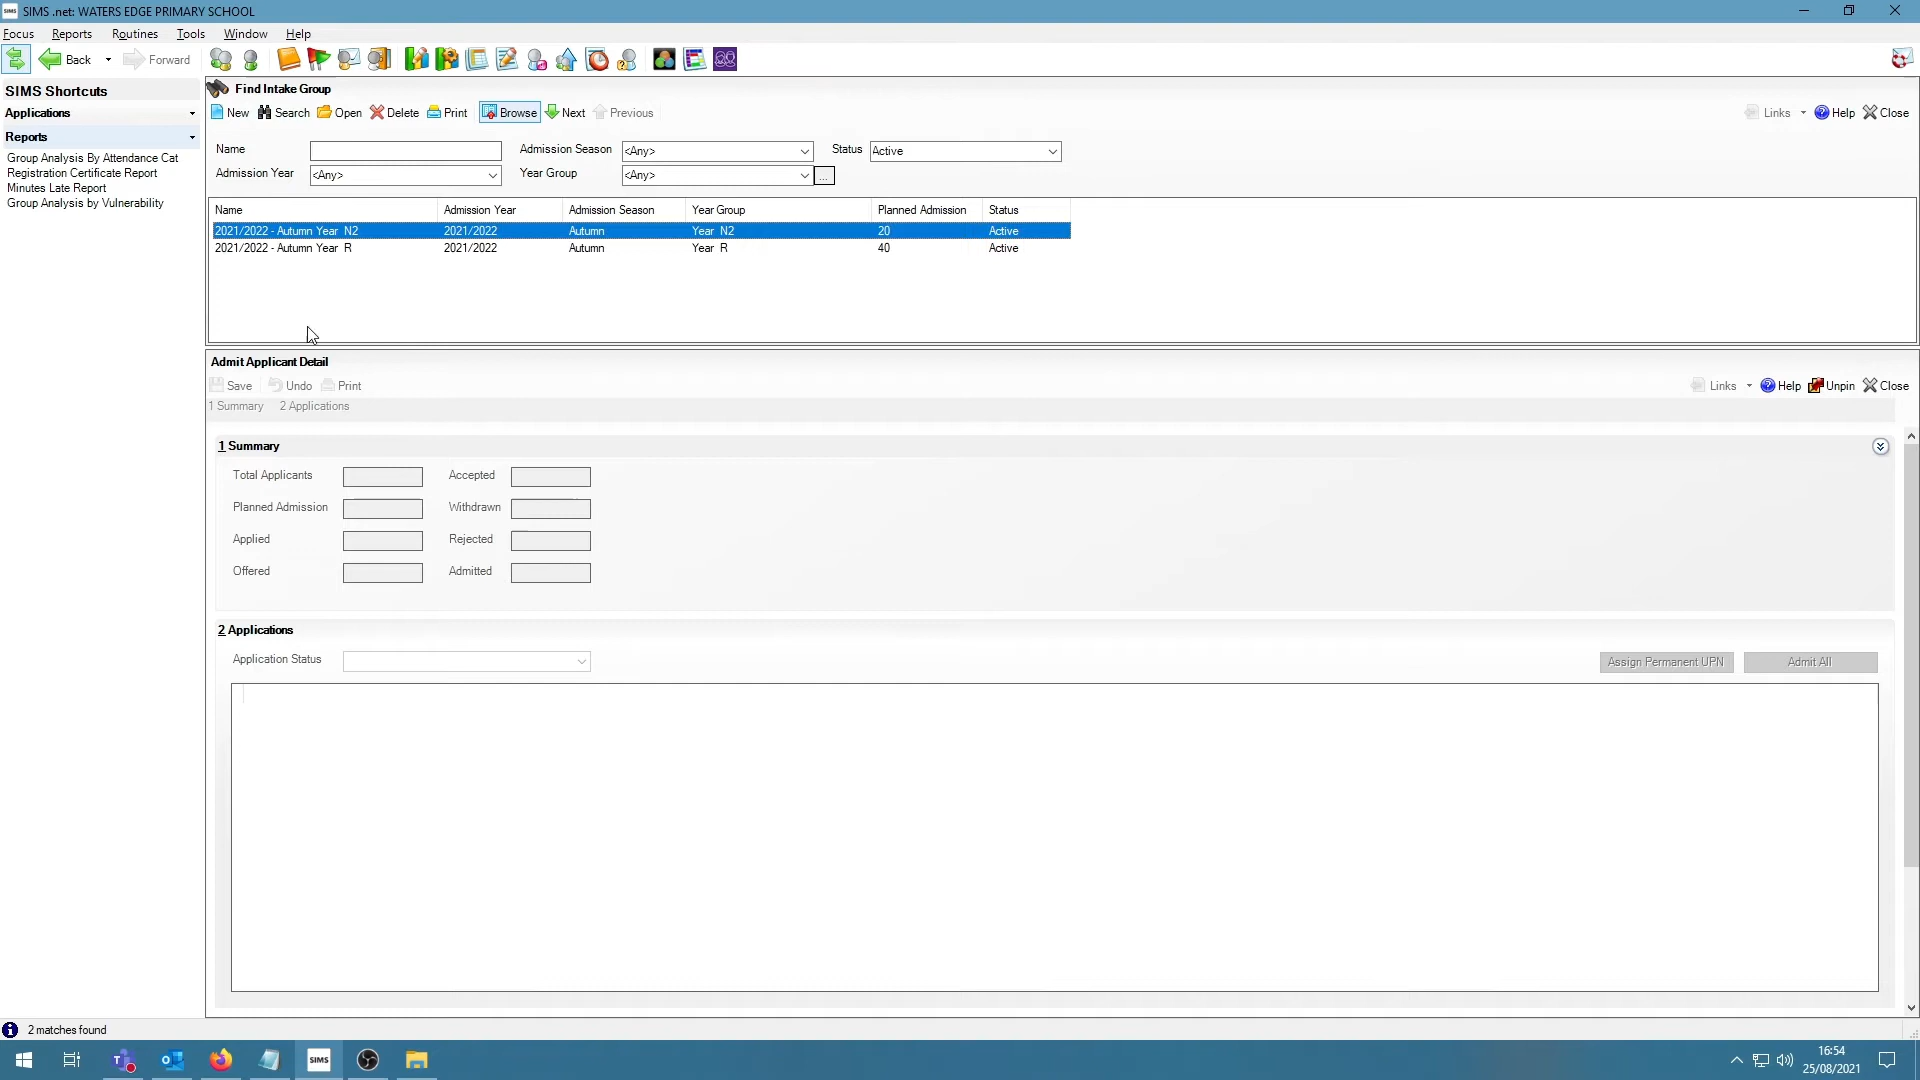 SIMS .net: WATERS EDGE PRIMARY SCHOOL
Focus Reports Routines Tools Window Help
Back Forward
SIMS Shortcuts
Applications
Reports
Group Analysis By Attendance Cat
Registration Certificate Report
Minutes Late Report
Group Analysis by Vulnerability
Find Intake Group
New Search Open Delete Print Browse Next Previous Links Help Close
Name Admission Season <Any> Status Active
Admission Year <Any> Year Group <Any> ...
Name Admission Year Admission Season Year Group Planned Admission Status
2021/2022 - Autumn Year N2 2021/2022 Autumn Year N2 20 Active
2021/2022 - Autumn Year R 2021/2022 Autumn Year R 40 Active
Admit Applicant Detail
Save Undo Print Links Help Unpin Close
1 Summary 2 Applications
1 Summary
Total Applicants Accepted
Planned Admission Withdrawn
Applied Rejected
Offered Admitted
2 Applications
Application Status Assign Permanent UPN Admit All
2 matches found
SIMS
16:54
25/08/2021